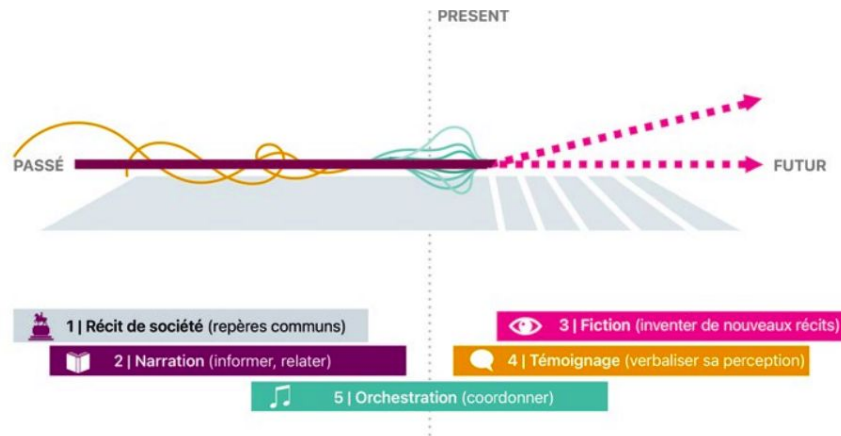 PRESENT
PASSÉ
FUTUR
1 | Récit de société (repères communs)
3 | Fiction (inventer de nouveaux récits)
2 | Narration (informer, relater)
4 | Témoignage (verbaliser sa perception)
5 | Orchestration (coordonner)